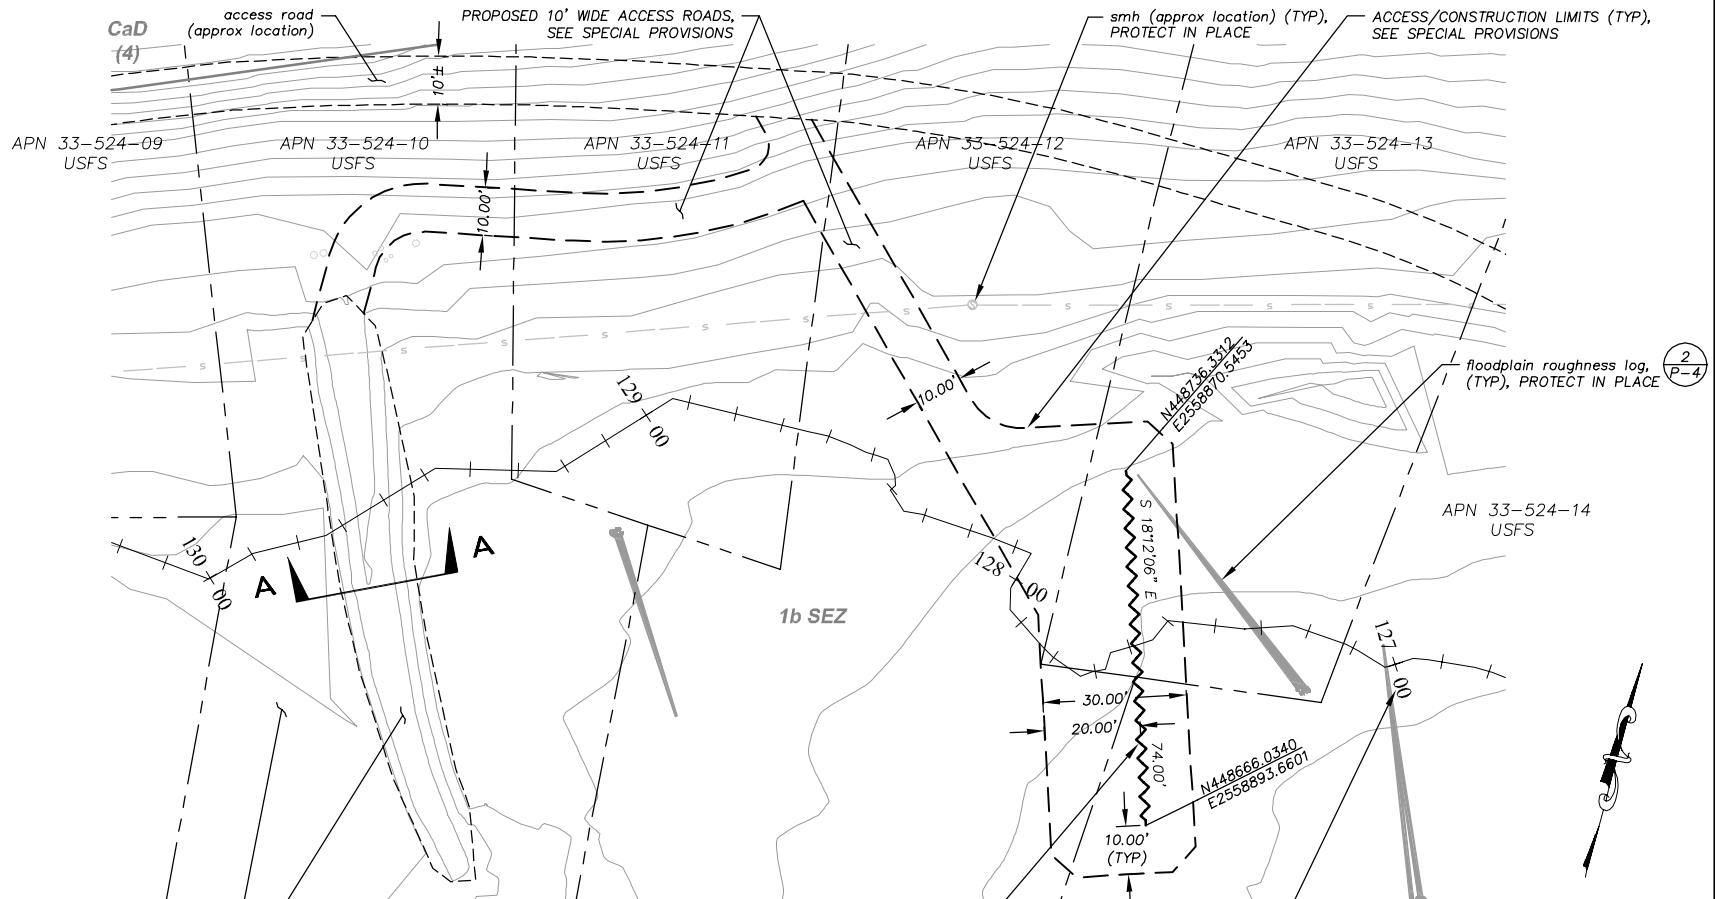 CaD
(4)
access road
(approx location)
PROPOSED 10' WIDE ACCESS ROADS,
SEE SPECIAL PROVISIONS
smh (approx location) (TYP),
PROTECT IN PLACE
ACCESS/CONSTRUCTION LIMITS (TYP),
SEE SPECIAL PROVISIONS
10'±
APN 33-524-09
USFS
APN 33-524-10
USFS
APN 33-524-11
USFS
APN 33-524-12
USFS
APN 33-524-13
USFS
10.00'
s
s
s
s
s
s
s
s
s
s
s
S
N448736.3312
E2558870.5453
floodplain roughness log,
(TYP), PROTECT IN PLACE
2
P-4
10.00'
129
00
S 18°12'06" E
APN 33-524-14
USFS
130
00
A
A
128
00
1b SEZ
127
00
30.00'
20.00'
74.00'
N448666.0340
E2558893.6601
10.00'
(TYP)